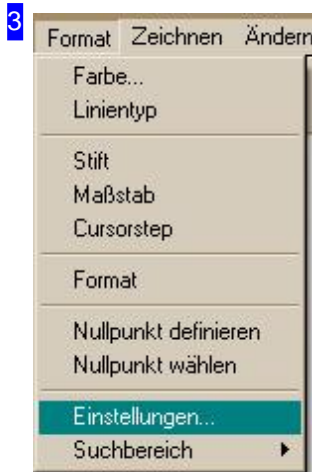 3
Format Zeichnen Ändern
Farbe...
Linientyp
Stift
Maßstab
Cursorstep
Format
Nullpunkt definieren
Nullpunkt wählen
Einstellungen...
Suchbereich